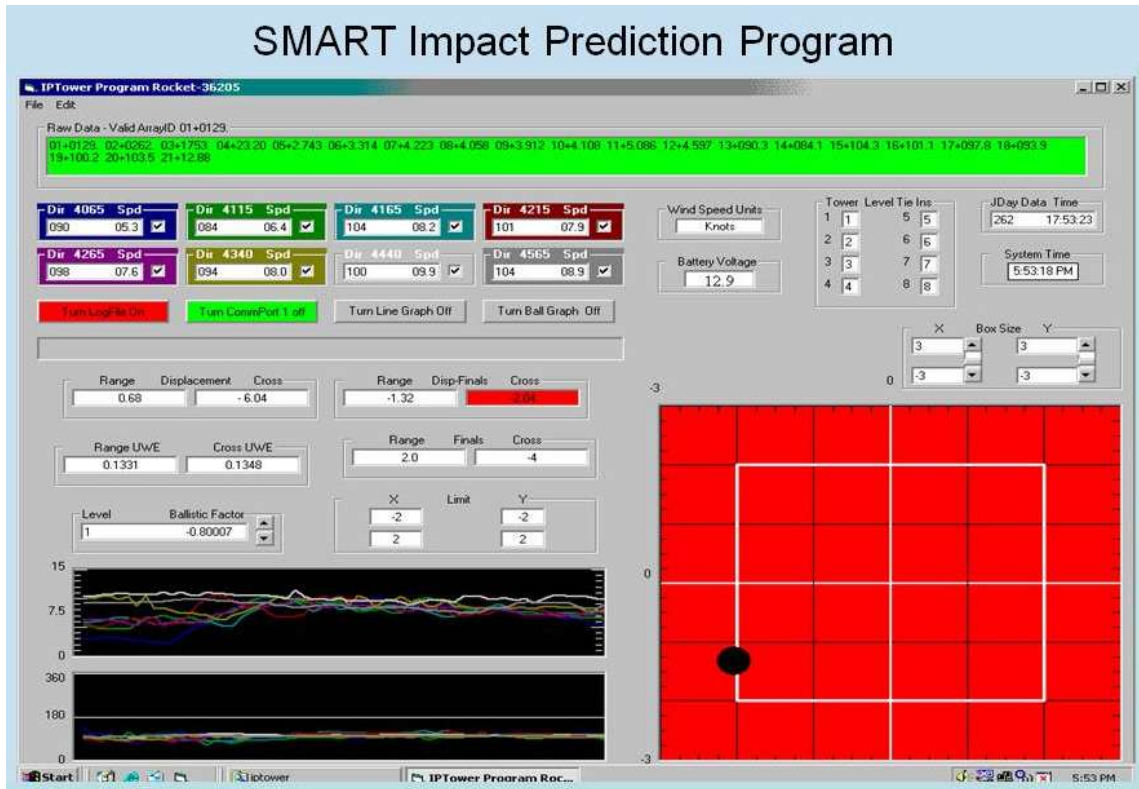 SMART Impact Prediction Program
IPTower Program Rocket-36205
File Edit
Raw Data - Valid ArrayID 01+0129.
01+0129. 02+0262. 03+1753 04+23.20 05+2.743 06+3.314 07+4.223 08+4.058 09+3.912 10+4.108 11+5.086 12+4.597 13+090.3 14+084.1 15+104.3 16+101.1 17+097.8 18+093.9
19+100.2 20+103.5 21+12.88
Dir 4065 Spd
090 05.3
Dir 4115 Spd
084 06.4
Dir 4165 Spd
104 08.2
Dir 4215 Spd
101 07.9
Dir 4265 Spd
098 07.6
Dir 4340 Spd
094 08.0
Dir 4440 Spd
100 09.9
Dir 4565 Spd
104 08.9
Wind Speed Units
Knots
Battery Voltage
12.9
Tower Level Tie Ins
1 1 5 5
2 2 6 6
3 3 7 7
4 4 8 8
JDay Data Time
262 17:53:23
System Time
5:53:18 PM
Turn LogFile On
Turn CommPort 1 off
Turn Line Graph Off
Turn Ball Graph Off
X Box Size Y
3 3
-3 -3
Range Displacement Cross
0.68 -6.04
Range Disp-Finals Cross
-1.32 -2.04
Range UWE Cross UWE
0.1331 0.1348
Range Finals Cross
2.0 -4
Level Ballistic Factor
1 -0.80007
X Limit Y
-2 -2
2 2
15
7.5
0
360
180
0
-3 0
0
-3
Start
iptower
IPTower Program Roc...
5:53 PM